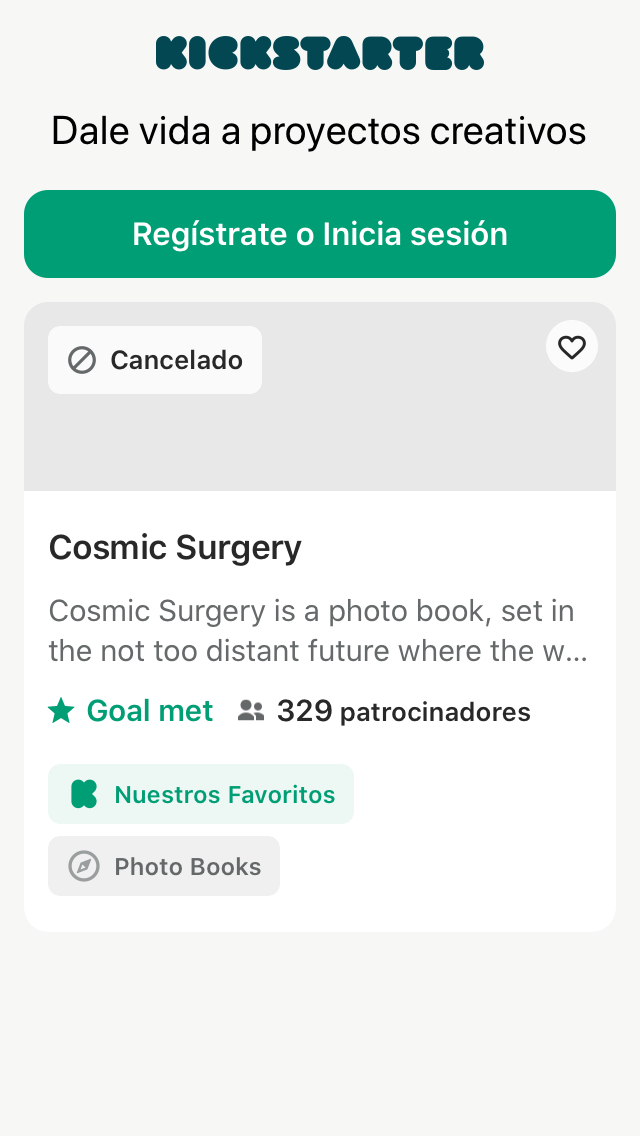 KICKSTARTER
Dale vida a proyectos creativos
Regístrate o Inicia sesión
Cancelado
Cosmic Surgery
Cosmic Surgery is a photo book, set in
the not too distant future where the w...
Goal met 329 patrocinadores
Nuestros Favoritos
Photo Books